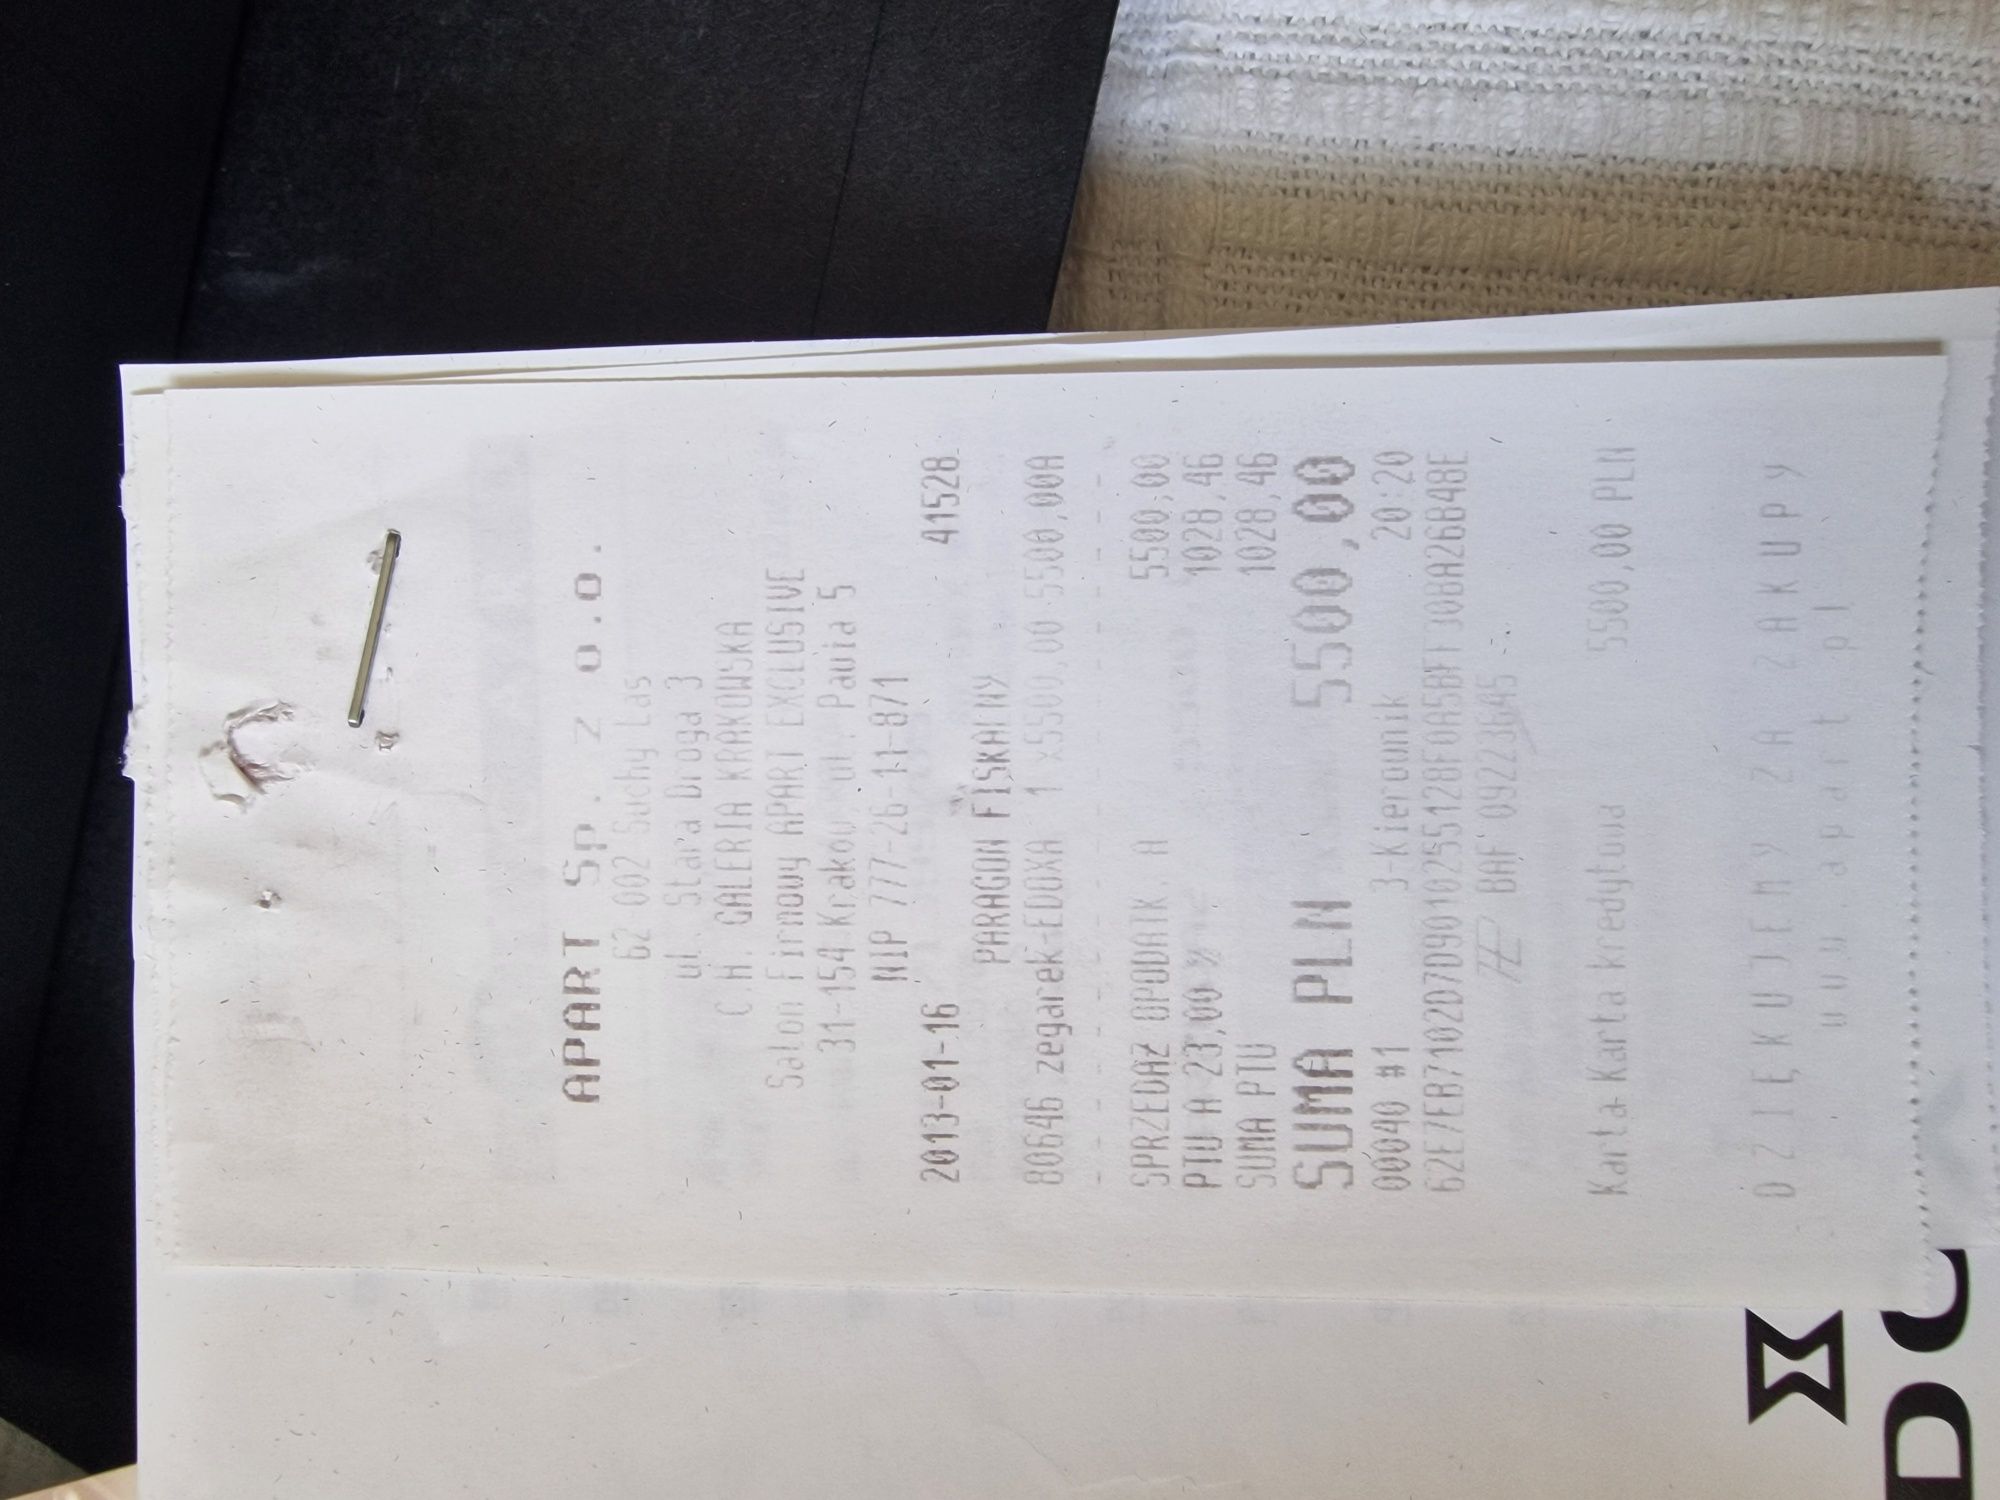 APART Sp. z o.o.
62-002 Suchy Las
ul. Stara Droga 3
C.H. GALERIA KRAKOWSKA
Salon Firmowy APART EXCLUSIVE
31-154 Kraków, ul. Pawia 5
NIP 777-26-11-871
2013-01-16 41528
PARAGON FISKALNY
80646 zegarek-EDOXA 1 x5500,00 5500,00A
SPRZEDAŻ OPODATK. A 5500,00
PTU A 23,00 % 1028,46
SUMA PTU 1028,46
SUMA PLN 5500,00
00040 #1 3-Kierownik 20:20
BAF 09223645
Karta Karta kredytowa 5500,00 PLN
DZIĘKUJEMY ZA ZAKUPY
www.apart.pl